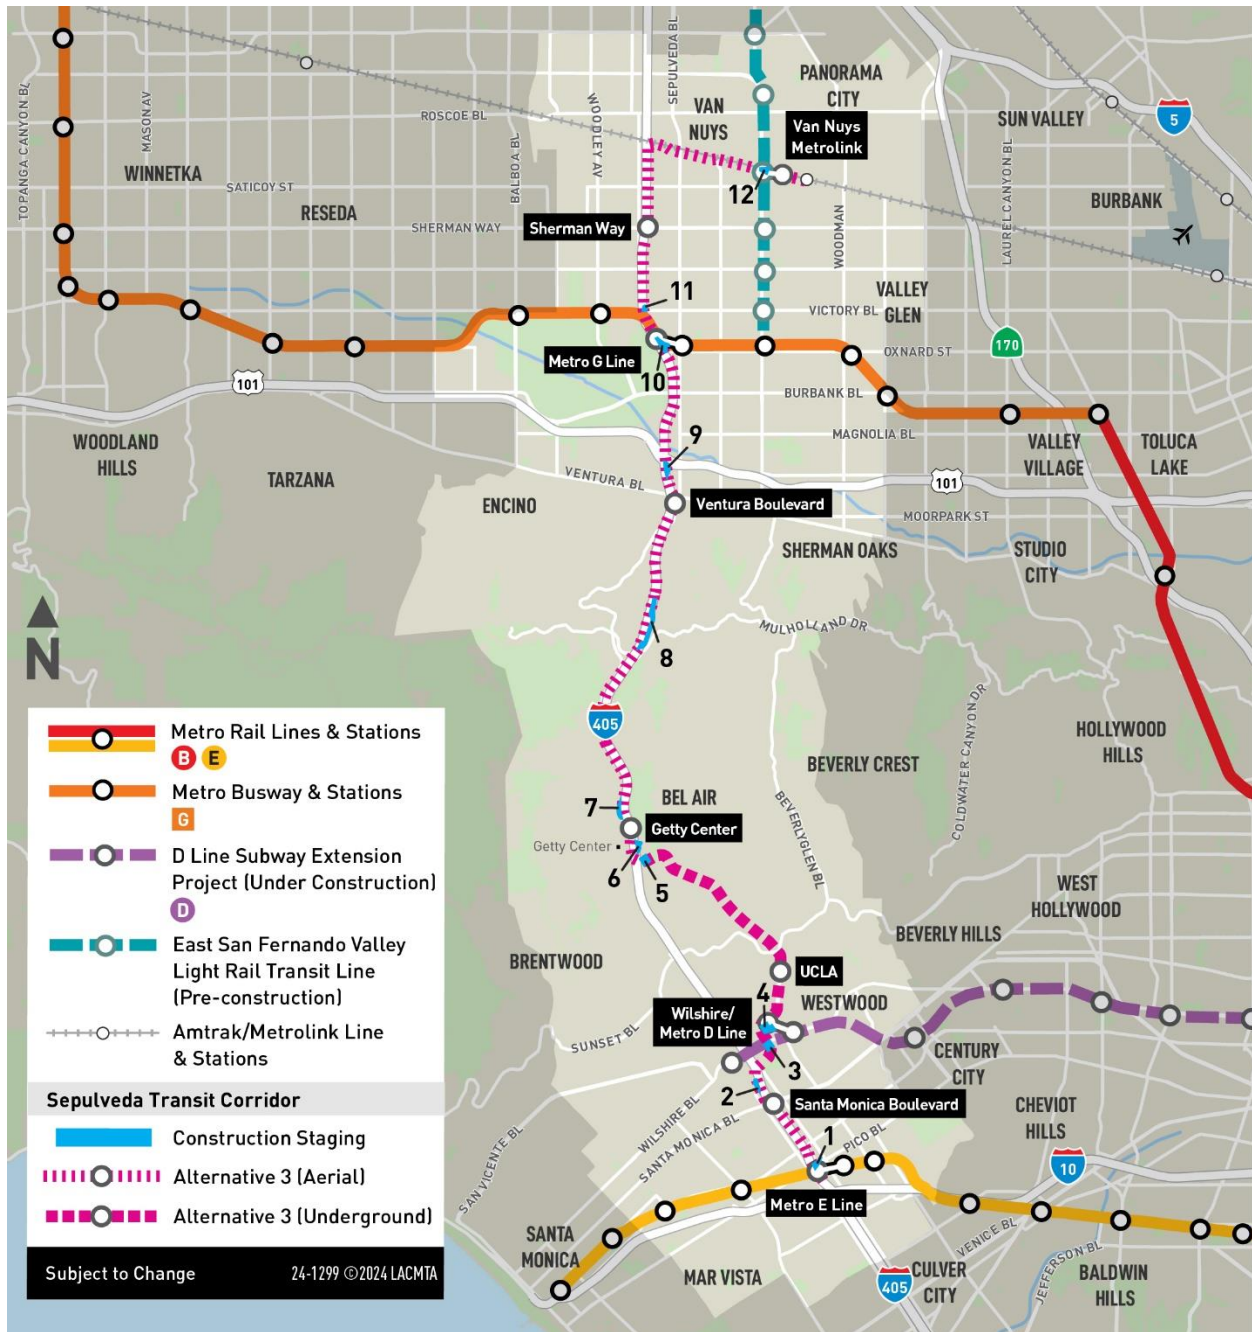 TOPANGA CANYON BL
MASON AV
WINNETKA
SATICOY ST
RESEDA
ROSCOE BL
BALBOA BL
SHERMAN WAY
WOODLEY AV
SEPULVEDA BL
VAN
NUYS
PANORAMA
CITY
Van Nuys
Metrolink
12
SUN VALLEY
5
LAUREL CANYON BL
BURBANK
WOODMAN
Sherman Way
11
VICTORY BL
VALLEY
GLEN
OXNARD ST
170
Metro G Line
10
BURBANK BL
MAGNOLIA BL
101
WOODLAND
HILLS
TARZANA
VENTURA BL
9
ENCINO
Ventura Boulevard
101
MOORPARK ST
VALLEY
VILLAGE
TOLUCA
LAKE
SHERMAN OAKS
STUDIO
CITY
MULHOLLAND DR
8
N
405
COLDWATER CANYON DR
HOLLYWOOD
HILLS
BEVERLY CREST
BEVERLY GLEN BL
7
BEL AIR
Getty Center
Getty Center
6
5
WEST
HOLLYWOOD
BEVERLY HILLS
BRENTWOOD
UCLA
4
WESTWOOD
Wilshire/
Metro D Line
SUNSET BL
3
CENTURY
CITY
2
Santa Monica Boulevard
WILSHIRE BL
SANTA MONICA BL
CHEVIOT
HILLS
SAN VICENTE BL
1
PICO BL
10
Metro E Line
VENICE BL
SANTA
MONICA
MAR VISTA
405
CULVER
CITY
JEFFERSON BL
BALDWIN
HILLS
Metro Rail Lines & Stations
B E
Metro Busway & Stations
G
D Line Subway Extension
Project (Under Construction)
D
East San Fernando Valley
Light Rail Transit Line
(Pre-construction)
Amtrak/Metrolink Line
& Stations
Sepulveda Transit Corridor
Construction Staging
Alternative 3 (Aerial)
Alternative 3 (Underground)
Subject to Change 24-1299 ©2024 LACMTA